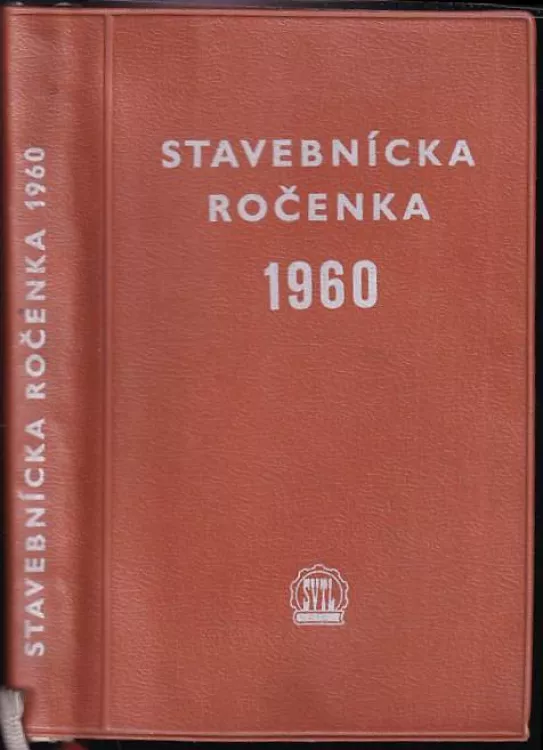 STAVEBNÍCKA ROČENKA 1960
STAVEBNÍCKA
ROČENKA
1960
SVTL